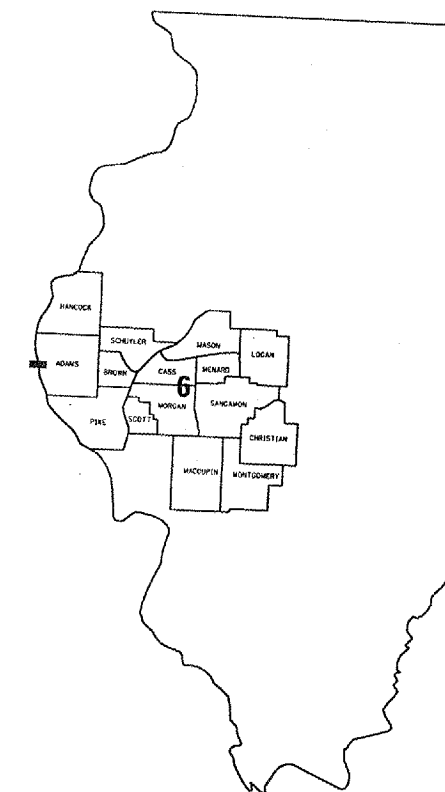 HANCOCK
SCHUYLER
MASON
LOGAN
ADAMS
BROWN
CASS
MENARD
6
PIKE
SCOTT
MORGAN
SANGAMON
CHRISTIAN
MACOUPIN
MONTGOMERY